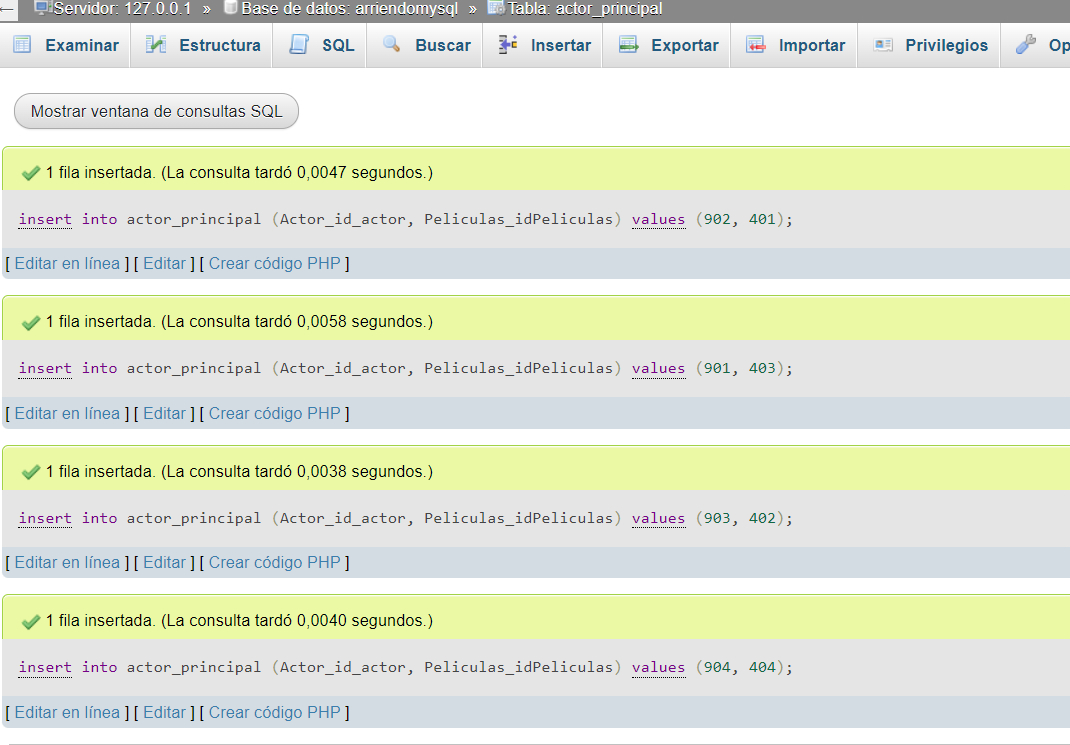 Servidor: 127.0.0.1 » Base de datos: arriendomysql » Tabla: actor_principal
Examinar Estructura SQL Buscar Insertar Exportar Importar Privilegios Op
Mostrar ventana de consultas SQL
1 fila insertada. (La consulta tardó 0,0047 segundos.)
insert into actor_principal (Actor_id_actor, Peliculas_idPeliculas) values (902, 401);
[ Editar en línea ] [ Editar ] [ Crear código PHP ]
1 fila insertada. (La consulta tardó 0,0058 segundos.)
insert into actor_principal (Actor_id_actor, Peliculas_idPeliculas) values (901, 403);
[ Editar en línea ] [ Editar ] [ Crear código PHP ]
1 fila insertada. (La consulta tardó 0,0038 segundos.)
insert into actor_principal (Actor_id_actor, Peliculas_idPeliculas) values (903, 402);
[ Editar en línea ] [ Editar ] [ Crear código PHP ]
1 fila insertada. (La consulta tardó 0,0040 segundos.)
insert into actor_principal (Actor_id_actor, Peliculas_idPeliculas) values (904, 404);
[ Editar en línea ] [ Editar ] [ Crear código PHP ]